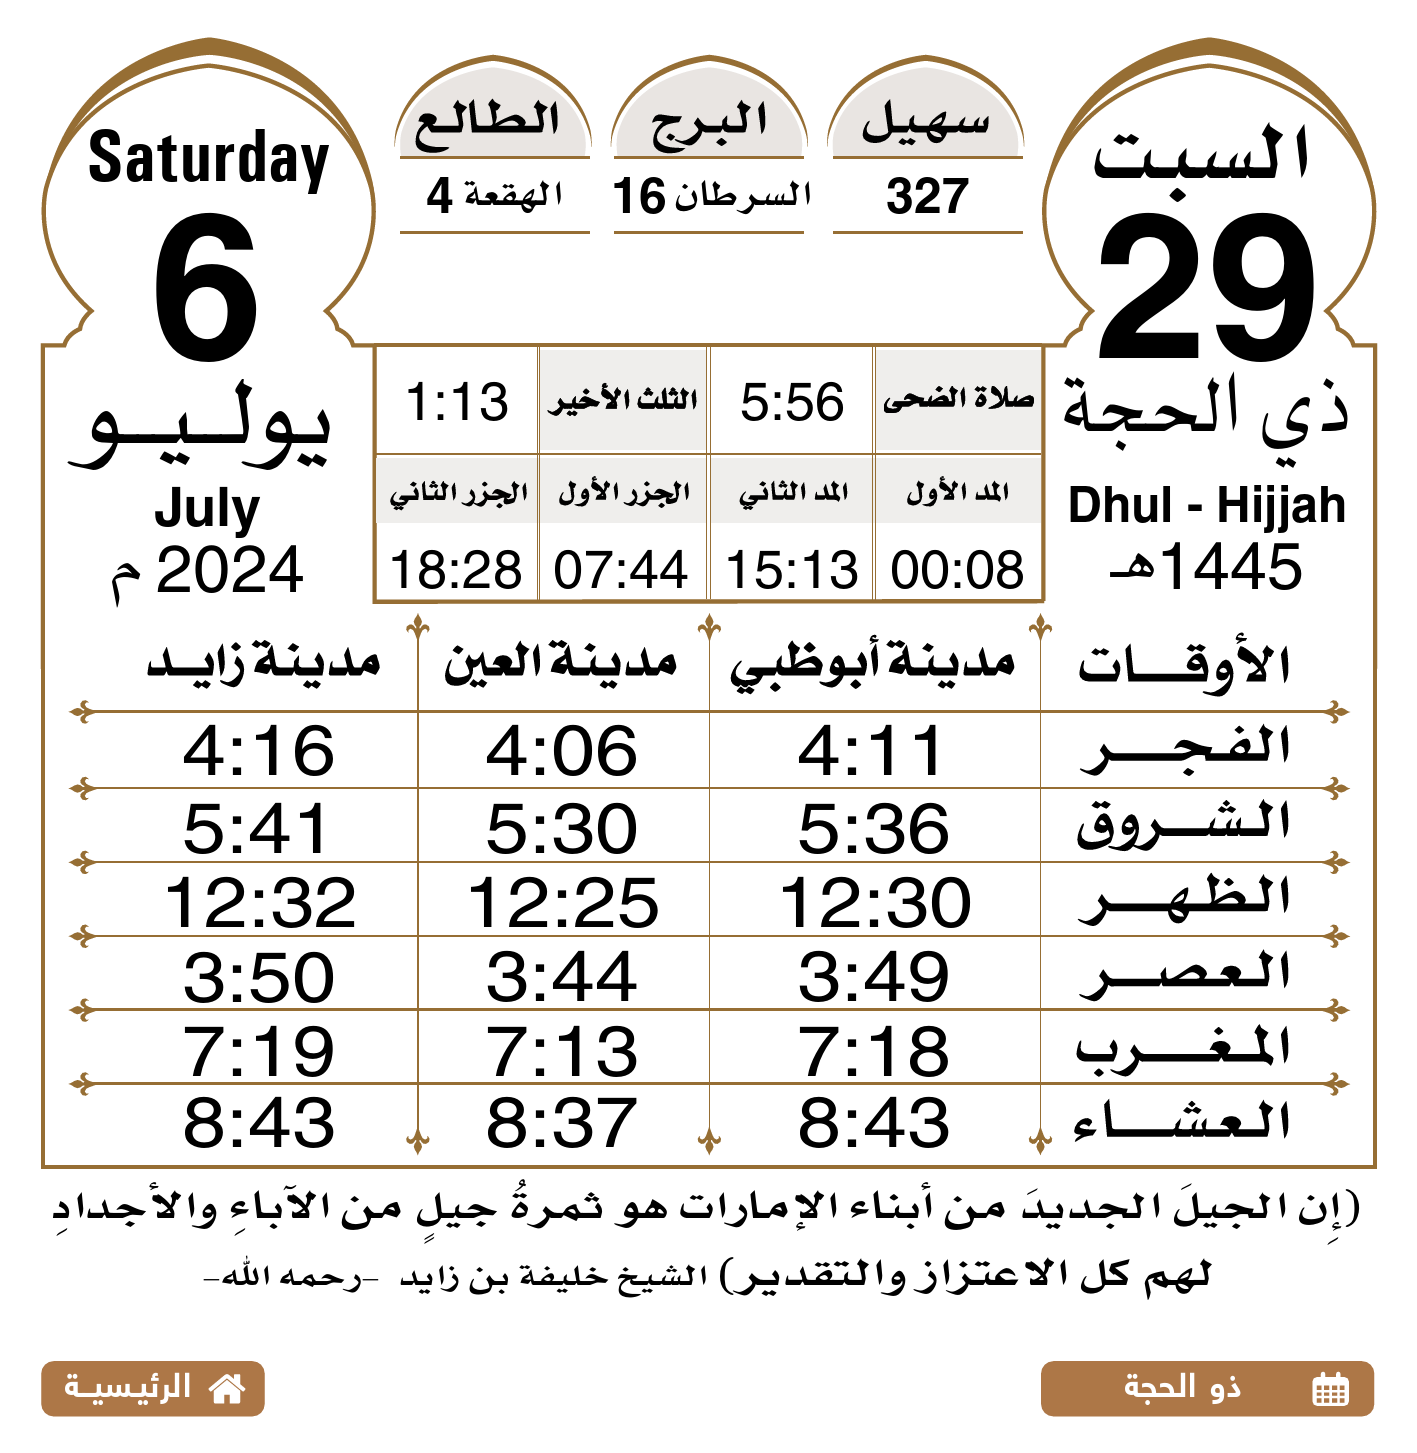 السبت
29
ذي الحجة
Dhul - Hijjah
1445هـ
سهيل
327
البرج
السرطان 16
الطالع
الهقعة 4
Saturday
6
يوليو
July
2024 م
صلاة الضحى 5:56 الثلث الأخير 1:13
المد الأول المد الثاني الجزر الأول الجزر الثاني
00:08 15:13 07:44 18:28
الأوقات مدينة أبوظبي مدينة العين مدينة زايد
الفجر 4:11 4:06 4:16
الشروق 5:36 5:30 5:41
الظهر 12:30 12:25 12:32
العصر 3:49 3:44 3:50
المغرب 7:18 7:13 7:19
العشاء 8:43 8:37 8:43
(إِن الجيلَ الجديدَ من أبناء الإمارات هو ثمرةُ جيلٍ من الآباءِ والأجدادِ
لهم كل الاعتزاز والتقدير) الشيخ خليفة بن زايد -رحمه الله-
ذو الحجة
الرئيسية